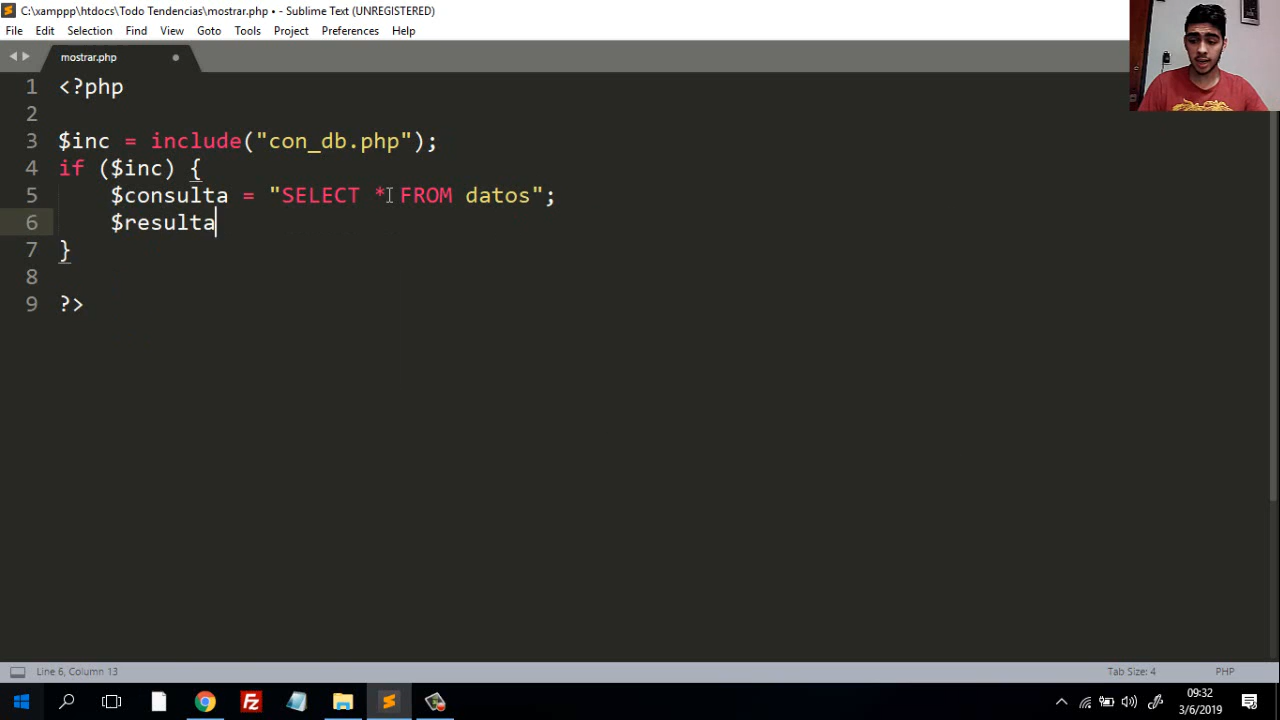 C:\xamppp\htdocs\Todo Tendencias\mostrar.php • - Sublime Text (UNREGISTERED)
File Edit Selection Find View Goto Tools Project Preferences Help
mostrar.php
1 <?php
2
3 $inc = include("con_db.php");
4 if ($inc) {
5 $consulta = "SELECT * FROM datos";
6 $resulta
7 }
8
9 ?>
Line 6, Column 13 Tab Size: 4 PHP
09:32
3/6/2019